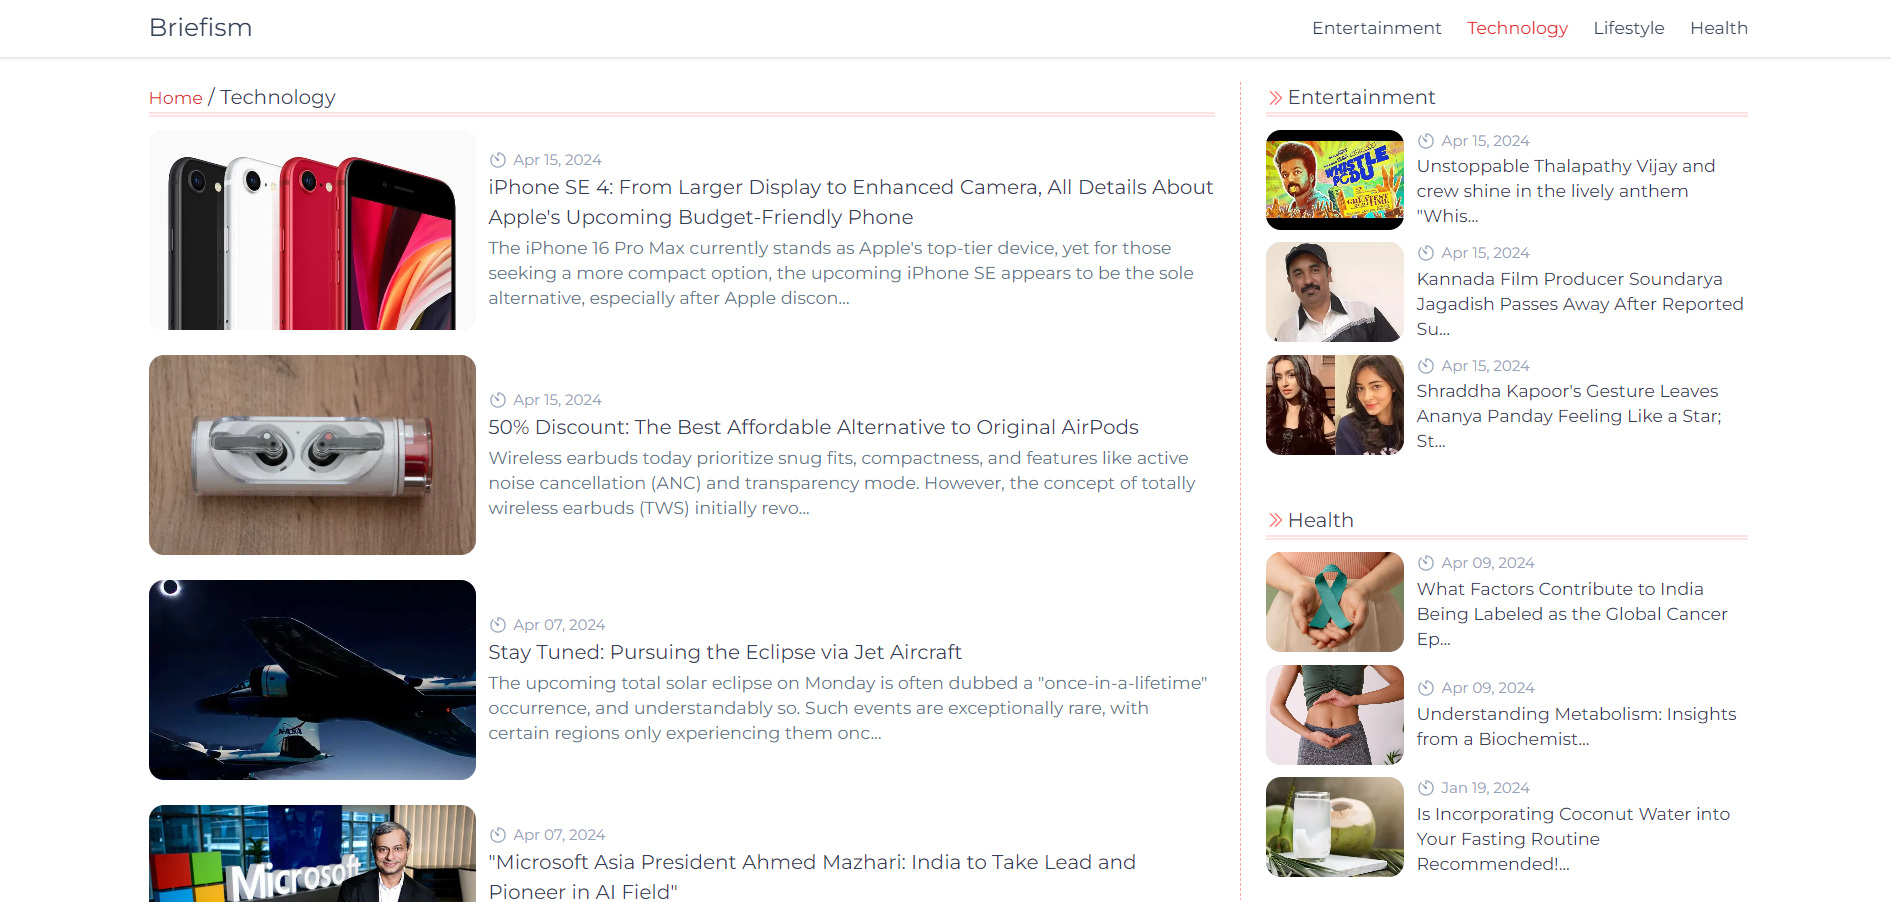 Briefism
Entertainment
Technology
Lifestyle
Health
Home / Technology
Apr 15, 2024
iPhone SE 4: From Larger Display to Enhanced Camera, All Details About
Apple's Upcoming Budget-Friendly Phone
The iPhone 16 Pro Max currently stands as Apple's top-tier device, yet for those
seeking a more compact option, the upcoming iPhone SE appears to be the sole
alternative, especially after Apple discon...
Apr 15, 2024
50% Discount: The Best Affordable Alternative to Original AirPods
Wireless earbuds today prioritize snug fits, compactness, and features like active
noise cancellation (ANC) and transparency mode. However, the concept of totally
wireless earbuds (TWS) initially revo...
NASA
Apr 07, 2024
Stay Tuned: Pursuing the Eclipse via Jet Aircraft
The upcoming total solar eclipse on Monday is often dubbed a "once-in-a-lifetime"
occurrence, and understandably so. Such events are exceptionally rare, with
certain regions only experiencing them onc...
Microsoft
Apr 07, 2024
"Microsoft Asia President Ahmed Mazhari: India to Take Lead and
Pioneer in AI Field"
Entertainment
WHISTLE
PODU
GREATEST
Apr 15, 2024
Unstoppable Thalapathy Vijay and
crew shine in the lively anthem
"Whis...
Apr 15, 2024
Kannada Film Producer Soundarya
Jagadish Passes Away After Reported
Su...
Apr 15, 2024
Shraddha Kapoor's Gesture Leaves
Ananya Panday Feeling Like a Star;
St...
Health
Apr 09, 2024
What Factors Contribute to India
Being Labeled as the Global Cancer
Ep...
Apr 09, 2024
Understanding Metabolism: Insights
from a Biochemist...
Jan 19, 2024
Is Incorporating Coconut Water into
Your Fasting Routine
Recommended!...